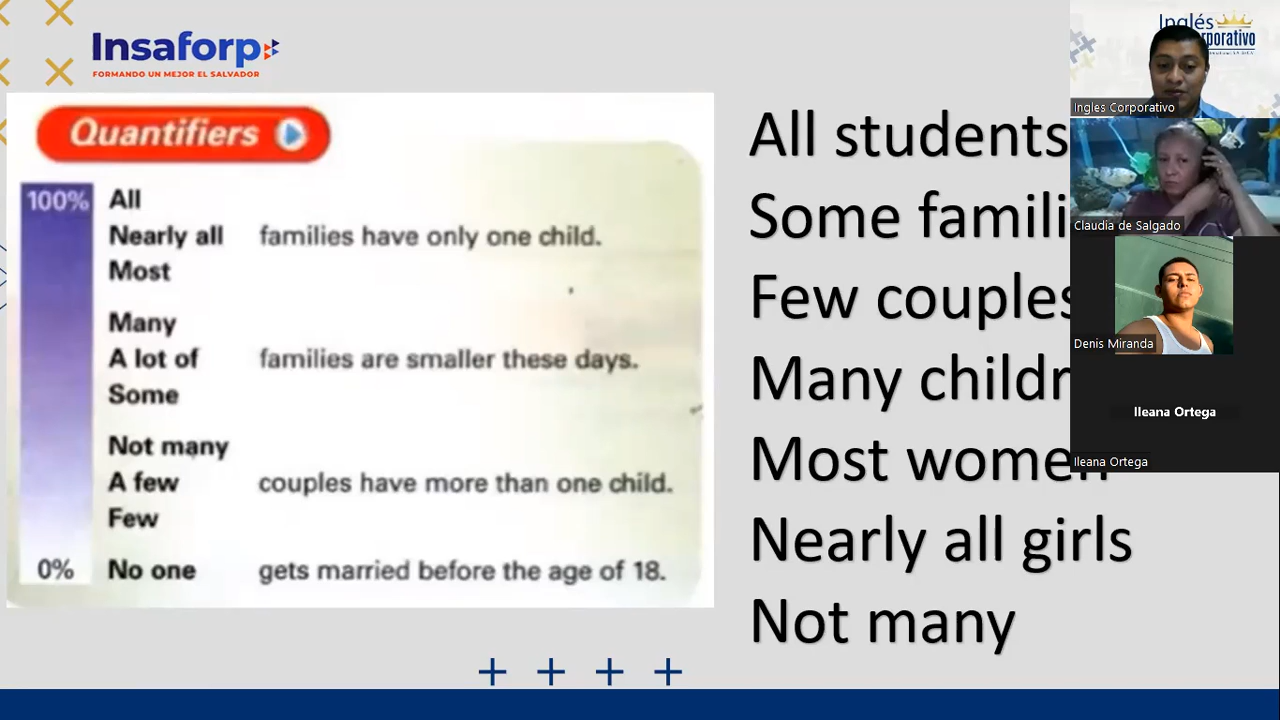 Insaforp
FORMANDO UN MEJOR EL SALVADOR
Quantifiers
100% All
Nearly all families have only one child.
Most
Many
A lot of families are smaller these days.
Some
Not many
A few couples have more than one child.
Few
0% No one gets married before the age of 18.
All students
Some famili
Few couples
Many childr
Most women
Nearly all girls
Not many
Inglés
porativo
Ingles Corporativo
Claudia de Salgado
Denis Miranda
Ileana Ortega
Ileana Ortega